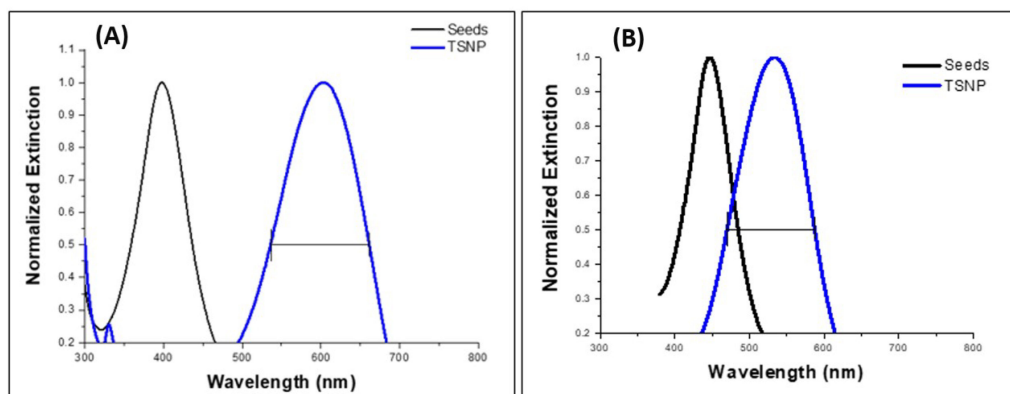 (A)
Seeds
TSNP
Normalized Extinction
1.1
1.0
0.9
0.8
0.7
0.6
0.5
0.4
0.3
0.2
300 400 500 600 700 800
Wavelength (nm)
(B)
Seeds
TSNP
Normalized Extinction
1.0
0.9
0.8
0.7
0.6
0.5
0.4
0.3
0.2
300 400 500 600 700 800
Wavelength (nm)